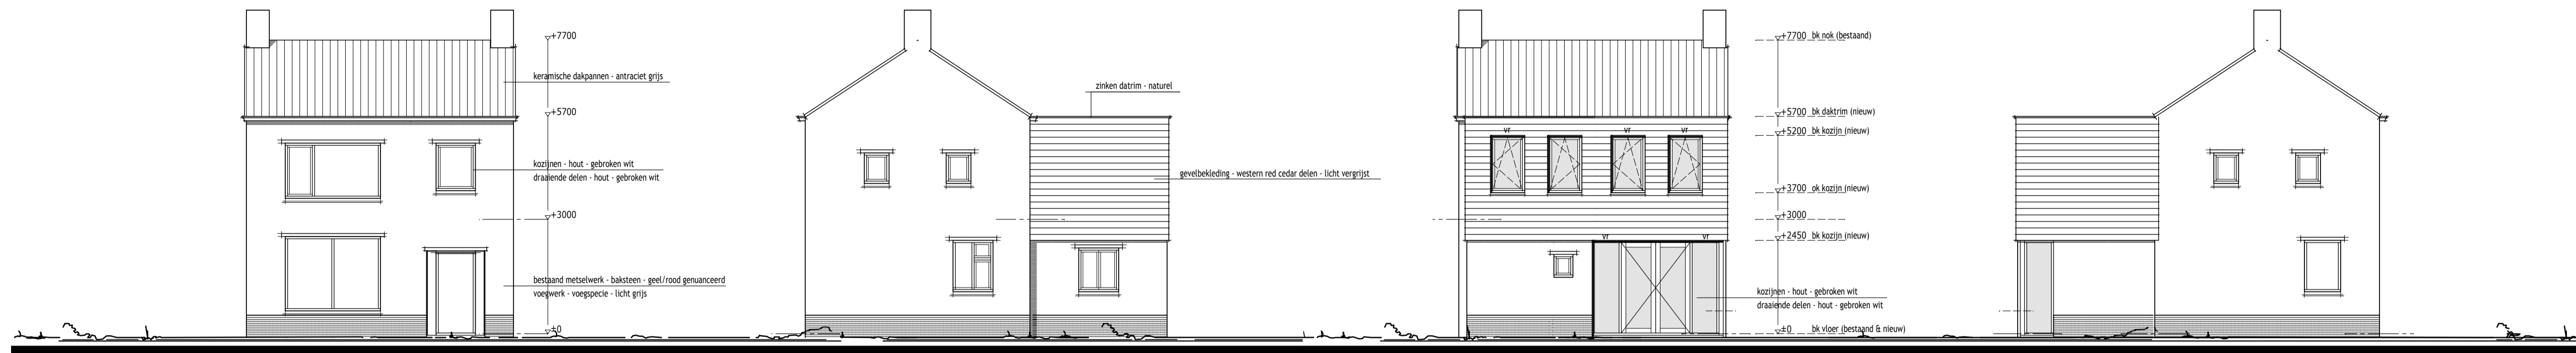 +7700
keramische dakpannen - antraciet grijs
+5700
kozijnen - hout - gebroken wit
draaiende delen - hout - gebroken wit
+3000
bestaand metselwerk - baksteen - geel/rood genuanceerd
voegwerk - voegspecie - licht grijs
±0
zinken datrim - naturel
gevelbekleding - western red cedar delen - licht vergrijst
+7700 bk nok (bestaand)
+5700 bk daktrim (nieuw)
vr vr vr
+5200 bk kozijn (nieuw)
+3700 ok kozijn (nieuw)
+3000
vr vr
+2450 bk kozijn (nieuw)
kozijnen - hout - gebroken wit
draaiende delen - hout - gebroken wit
±0 bk vloer (bestaand & nieuw)